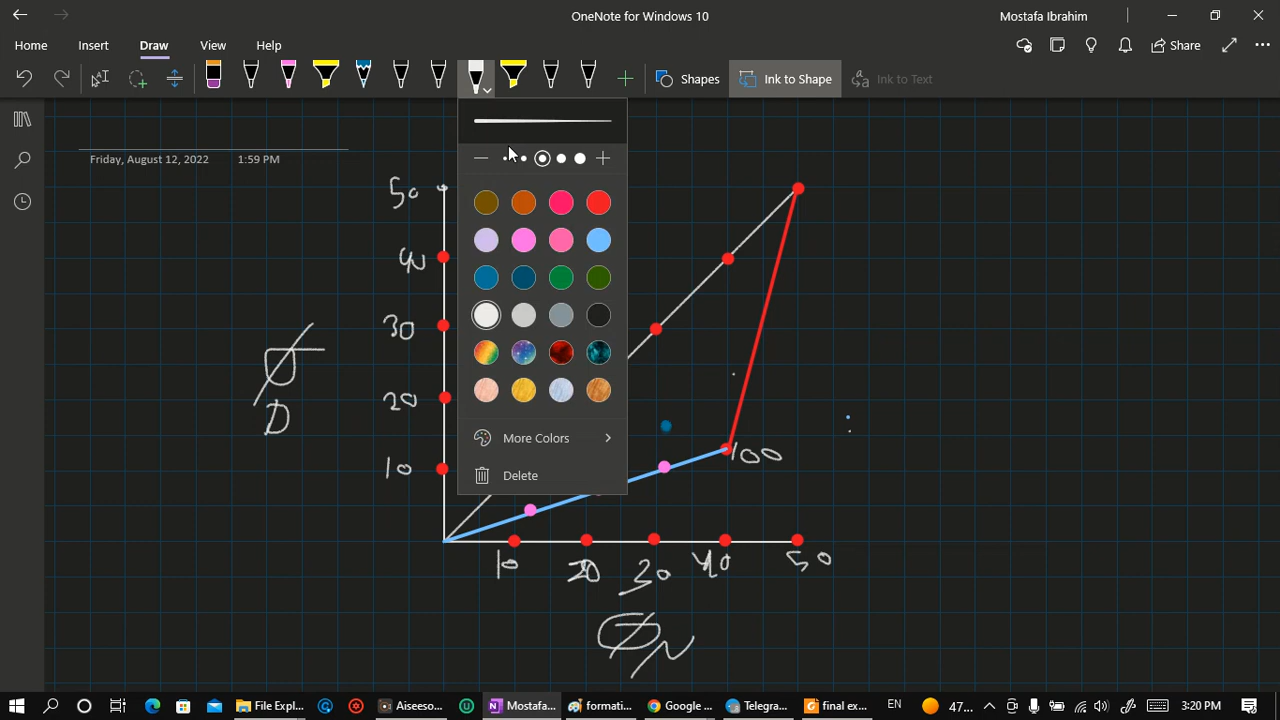 OneNote for Windows 10
Mostafa Ibrahim
Home
Insert
Draw
View
Help
Share
Shapes
Ink to Shape
Ink to Text
Friday, August 12, 2022
1:59 PM
50
40
30
20
10
D
More Colors
Delete
100
10
20
30
40
50
N
File Expl...
Aiseeso...
Mostafa...
formati...
Google ...
Telegra...
final ex...
EN
47...
3:20 PM